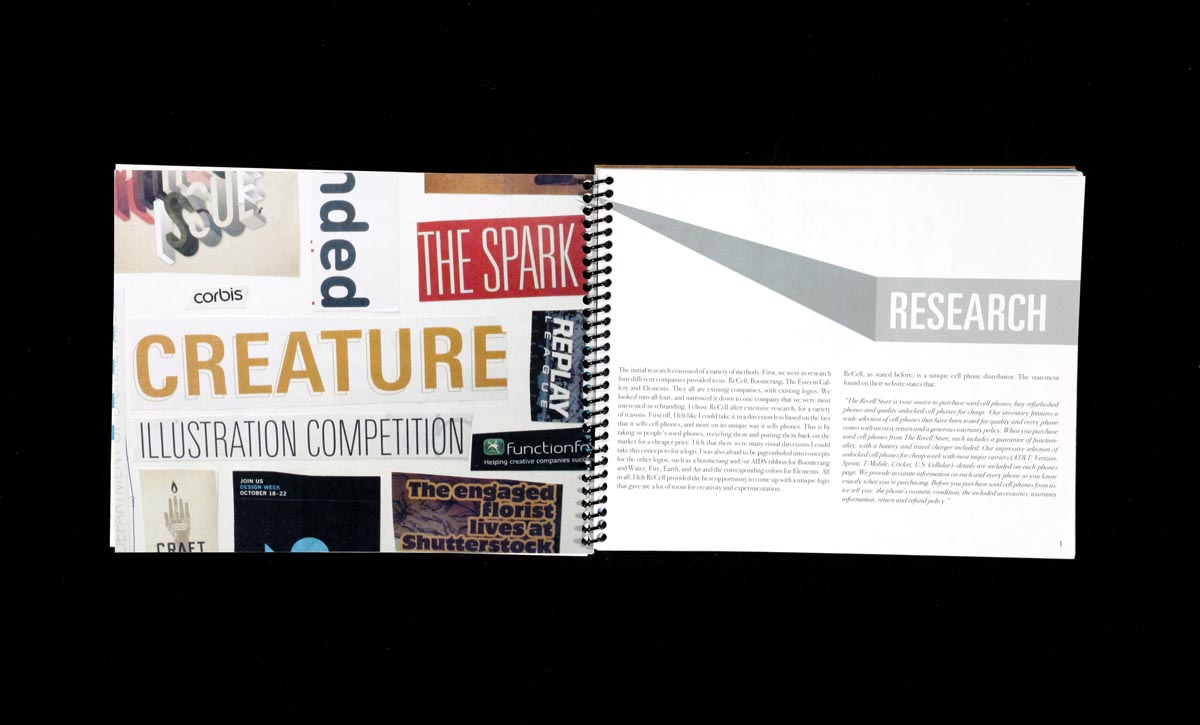 ISSUE
nded
THE SPARK
corbis
CREATURE
REPLAY
LEAGUE
ILLUSTRATION COMPETITION
functionfo
Helping creative companies succ
JOIN US
DESIGN WEEK
OCTOBER 18–22
CRAFT
The engaged
florist
lives at
Shutterstock
RESEARCH
The initial research consisted of a variety of methods. First, we were to research
four different companies provided to us: ReCell, Boomerang, The Esteem Gal-
lery and Elements. They all are existing companies, with existing logos. We
looked into all four, and narrowed it down to one company that we were most
interested in rebranding. I chose ReCell after extensive research, for a variety
of reasons. First off, I felt like I could take it in a direction less based on the fact
that it sells cell phones, and more on its unique way it sells phones. This is by
taking in people's used phones, recycling them and putting them back on the
market for a cheaper price. I felt that there were many visual directions I could
take this concept to for a logo. I was also afraid to be pigeonholed into concepts
for the other logos, such as a boomerang and/or AIDS ribbon for Boomerang
and Water, Fire, Earth, and Air and the corresponding colors for Elements. All
in all, I felt ReCell provided the best opportunity to come up with a unique logo
that gave me a lot of room for creativity and experimentation.
ReCell, as stated before, is a unique cell phone distributor. The statement
found on their website states that:
"The Recell Store is your source to purchase used cell phones, buy refurbished
phones and quality unlocked cell phones for cheap. Our inventory features a
wide selection of cell phones that have been tested for quality and every phone
comes with an easy return and a generous warranty policy. When you purchase
used cell phones from The Recell Store, each includes a guarantee of function-
ality, with a battery and travel charger included. Our impressive selection of
unlocked cell phones for cheap work with most major carriers (AT&T, Verizon,
Sprint, T-Mobile, Cricket, U.S. Cellular)–details are included on each phones
page. We provide accurate information on each and every phone so you know
exactly what you're purchasing. Before you purchase used cell phones from us,
we tell you: the phone's cosmetic condition, the included accessories, warranty
information, return and refund policy."
1